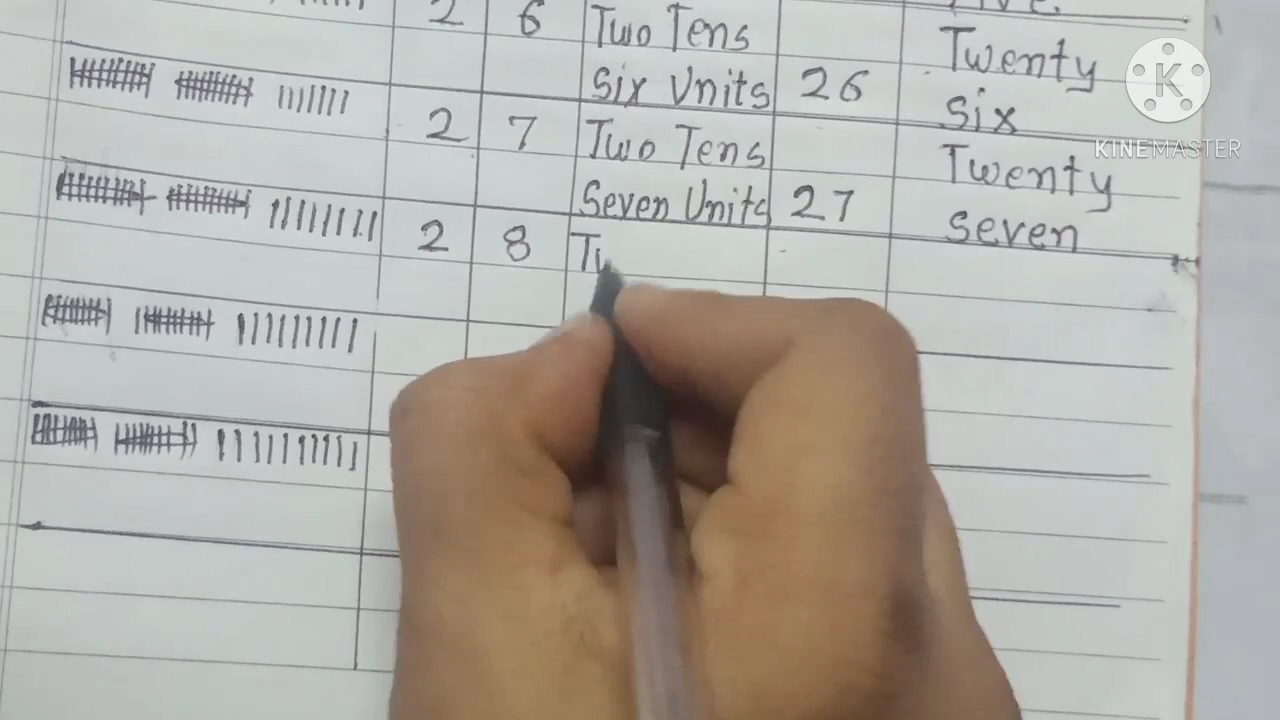 2 6 Two Tens
Six Units 26 Twenty
Six
2 7 Two Tens
Seven Units 27 Twenty
Seven
2 8 Tw
K
KINEMASTER